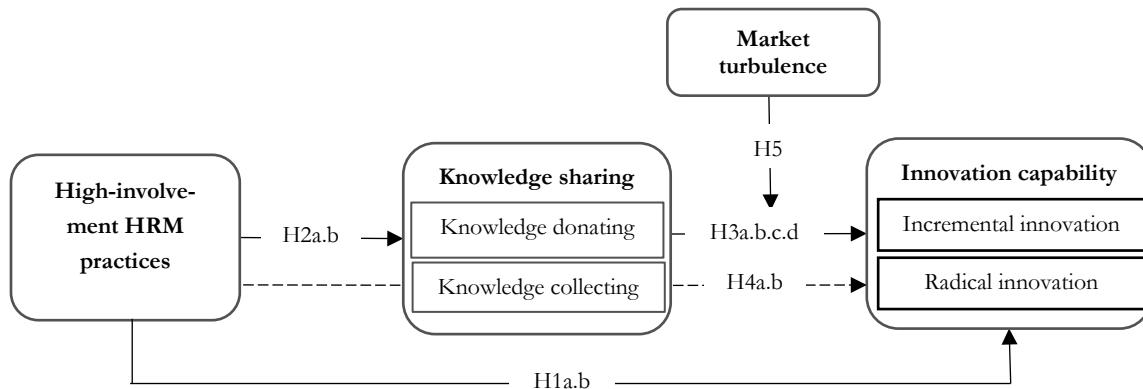 Market
turbulence
H5
High-involve-
ment HRM
practices
H2a.b
Knowledge sharing
Knowledge donating
Knowledge collecting
H3a.b.c.d
H4a.b
Innovation capability
Incremental innovation
Radical innovation
H1a.b